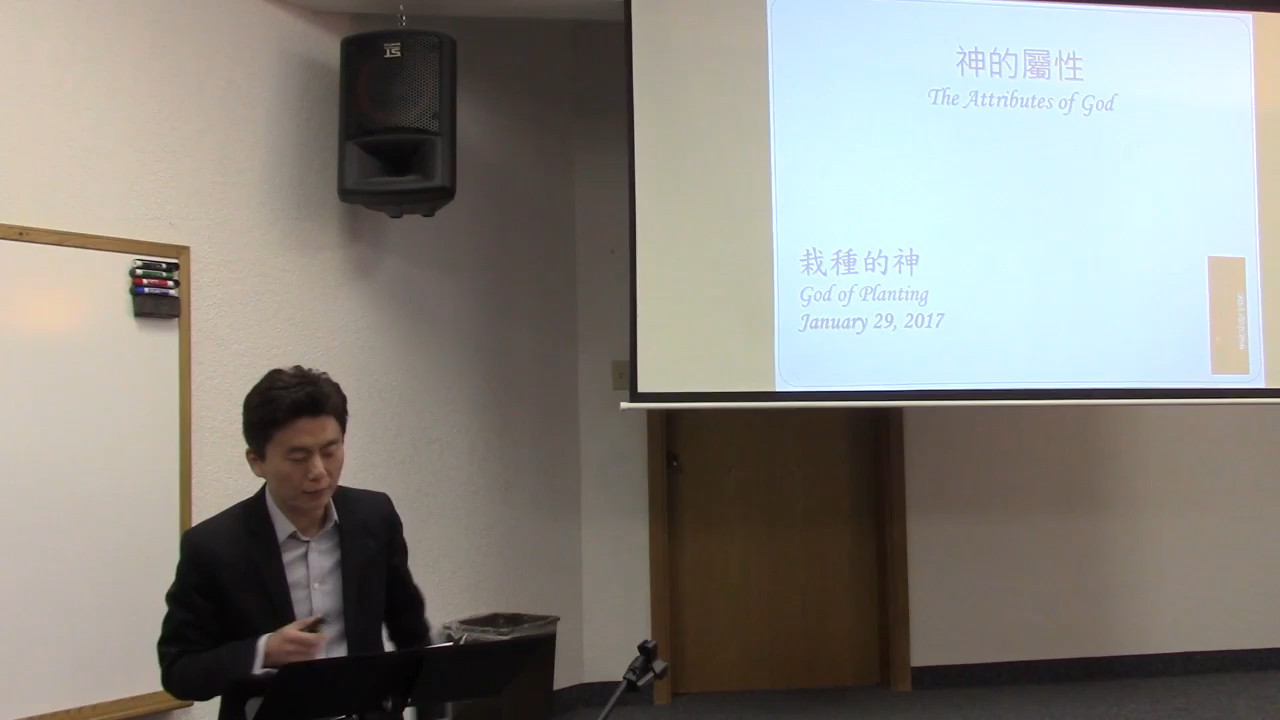 神的屬性
The Attributes of God
栽種的神
God of Planting
January 29, 2017